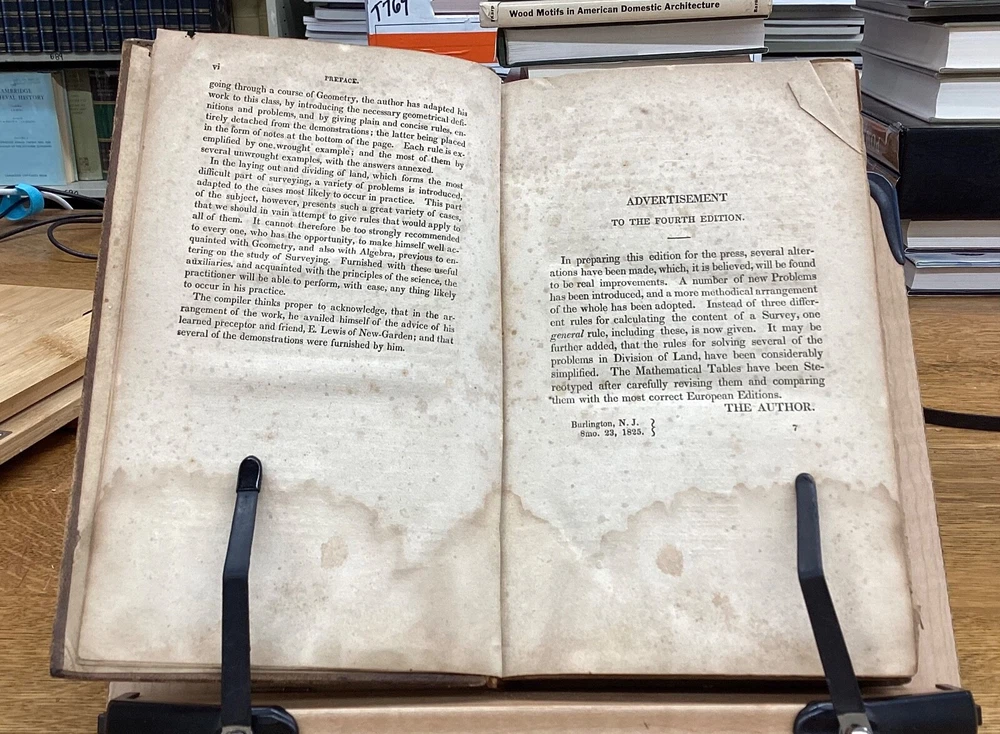 T767
Wood Motifs in American Domestic Architecture
CAMBRIDGE
vi
PREFACE.
going through a course of Geometry, the author has adapted his
work to this class, by introducing the necessary geometrical defi-
nitions and problems, and by giving plain and concise rules, en-
tirely detached from the demonstrations; the latter being placed
in the form of notes at the bottom of the page. Each rule is ex-
emplified by one wrought example; and the most of them by
several unwrought examples, with the answers annexed.
In the laying out and dividing of land, which forms the most
difficult part of surveying, a variety of problems is introduced,
adapted to the cases most likely to occur in practice. This part
of the subject, however, presents such a great variety of cases,
that we should in vain attempt to give rules that would apply to
all of them. It cannot therefore be too strongly recommended
to every one, who has the opportunity, to make himself well ac-
quainted with Geometry, and also with Algebra, previous to en-
tering on the study of Surveying. Furnished with these useful
auxiliaries, and acquainted with the principles of the science, the
practitioner will be able to perform, with ease, any thing likely
to occur in his practice.
The compiler thinks proper to acknowledge, that in the ar-
rangement of the work, he availed himself of the advice of his
learned preceptor and friend, E. Lewis of New-Garden; and that
several of the demonstrations were furnished by him.
ADVERTISEMENT
TO THE FOURTH EDITION.
In preparing this edition for the press, several alter-
ations have been made, which, it is believed, will be found
to be real improvements. A number of new Problems
has been introduced, and a more methodical arrangement
of the whole has been adopted. Instead of three differ-
ent rules for calculating the content of a Survey, one
general rule, including these, is now given. It may be
further added, that the rules for solving several of the
problems in Division of Land, have been considerably
simplified. The Mathematical Tables have been Ste-
reotyped after carefully revising them and comparing
them with the most correct European Editions.
THE AUTHOR.
Burlington, N. J. }
8mo. 23, 1825.
7